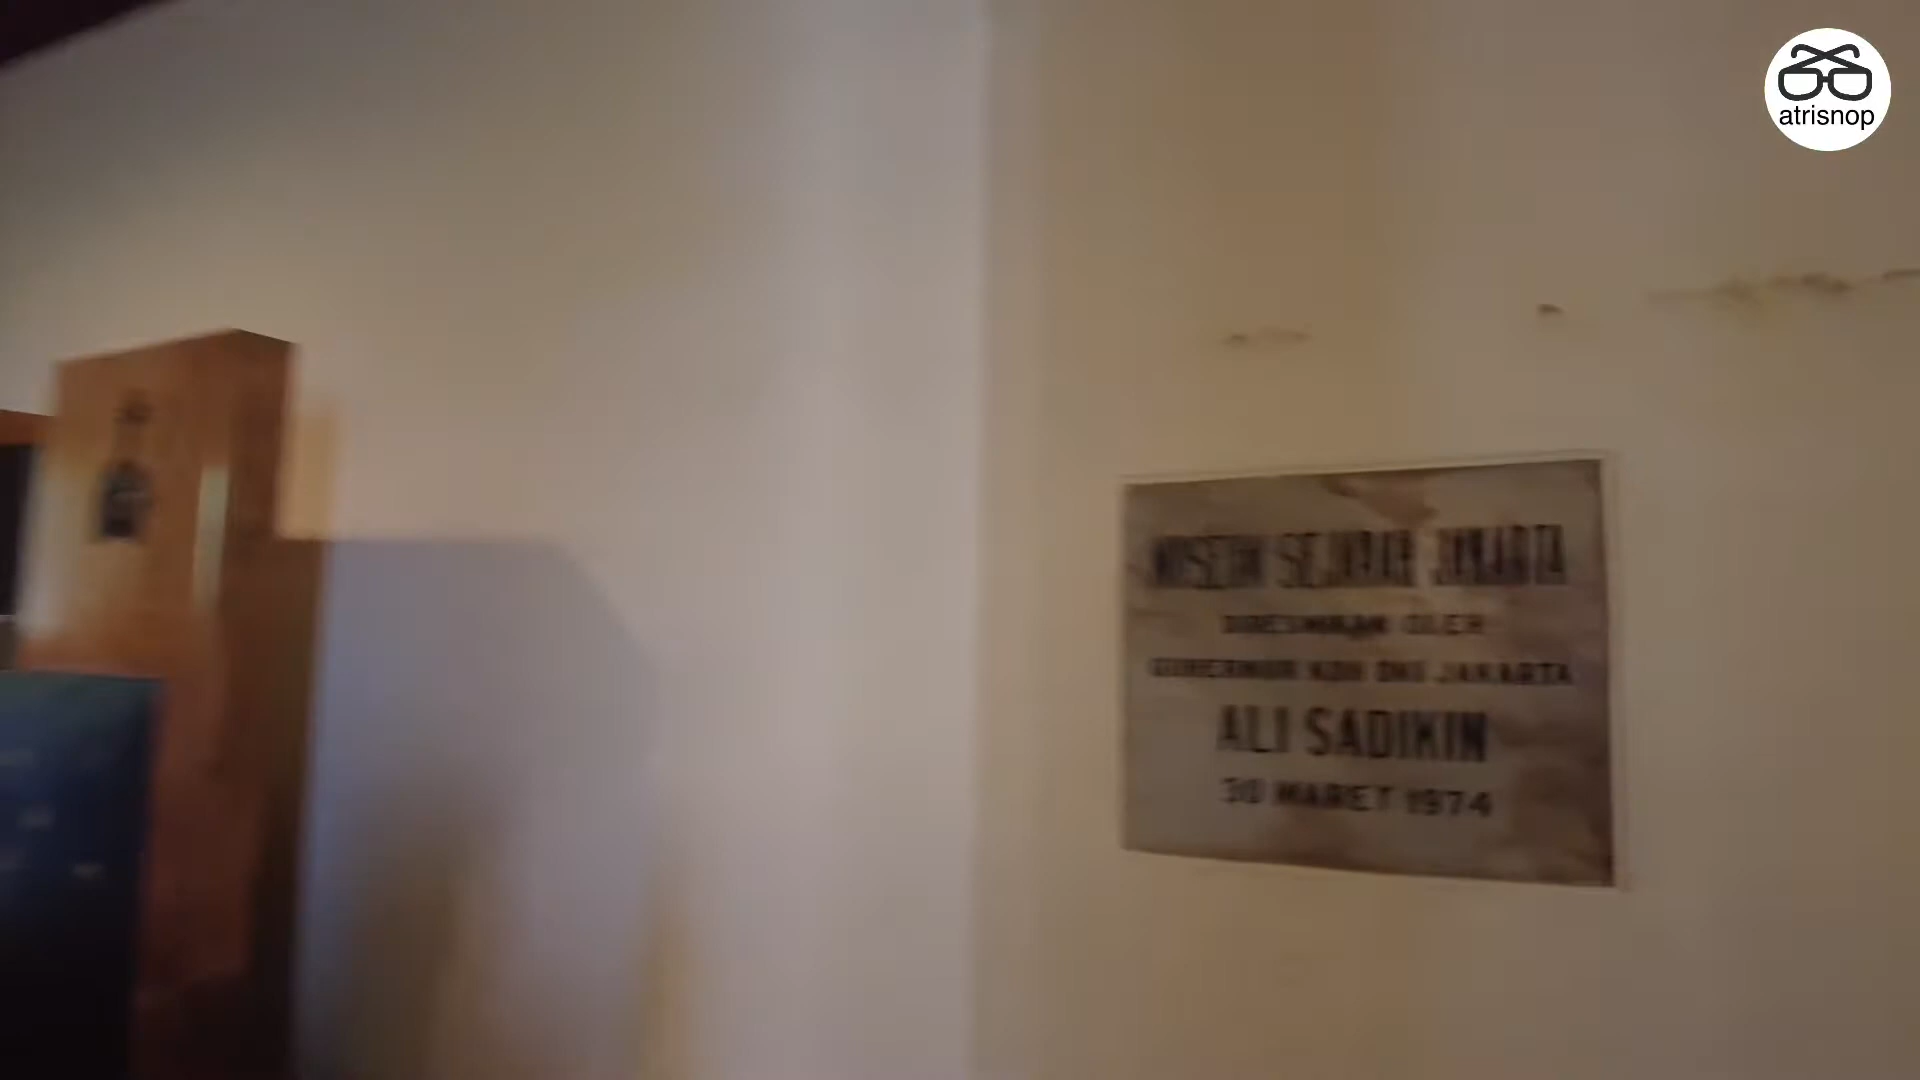 atrisnop
MUSEUM SEJARAH JAKARTA
DIRESMIKAN OLEH
GUBERNUR KDH DKI JAKARTA
ALI SADIKIN
30 MARET 1974